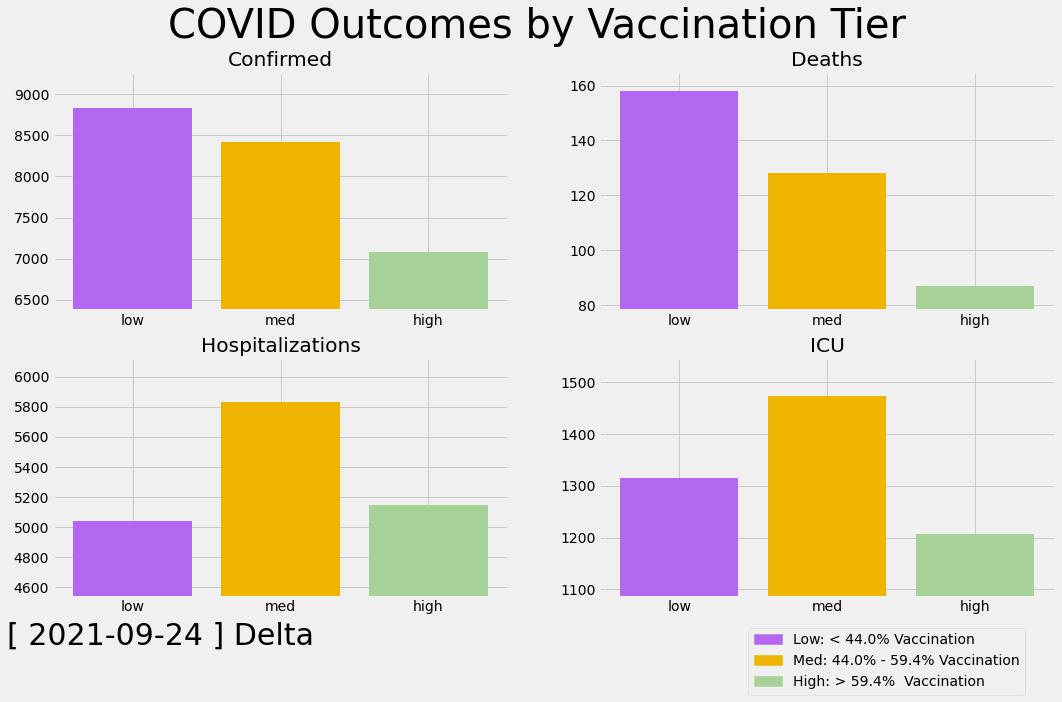 COVID Outcomes by Vaccination Tier
Confirmed
9000
8500
8000
7500
7000
6500
low med high
Deaths
160
140
120
100
80
low med high
Hospitalizations
6000
5800
5600
5400
5200
5000
4800
4600
low med high
ICU
1500
1400
1300
1200
1100
low med high
[ 2021-09-24 ] Delta
Low: < 44.0% Vaccination
Med: 44.0% - 59.4% Vaccination
High: > 59.4%  Vaccination